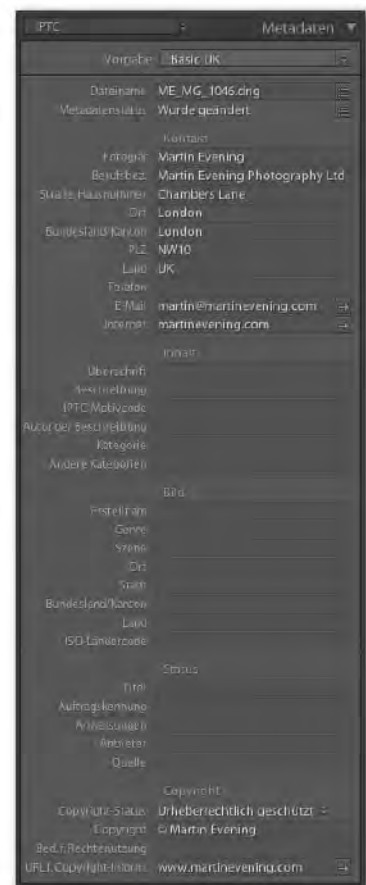 IPTC Metadaten
Vorgabe Basic UK
Dateiname ME_MG_1046.dng
Metadatenstatus Wurde geändert
Kontakt
Fotograf Martin Evening
Berufsbez. Martin Evening Photography Ltd
Straße/Hausnummer Chambers Lane
Ort London
Bundesland/Kanton London
PLZ NW10
Land UK
Telefon
E-Mail martin@martinevening.com
Internet martinevening.com
Inhalt
Überschrift
Beschreibung
IPTC-Motivcode
Autor der Beschreibung
Kategorie
Andere Kategorien
Bild
Erstellt am
Genre
Szene
Ort
Stadt
Bundesland/Kanton
Land
ISO-Ländercode
Status
Titel
Auftragskennung
Anweisungen
Anbieter
Quelle
Copyright
Copyright-Status Urheberrechtlich geschützt
Copyright © Martin Evening
Bed.f.Rechtenutzung
URL f. Copyright-Inform. www.martinevening.com